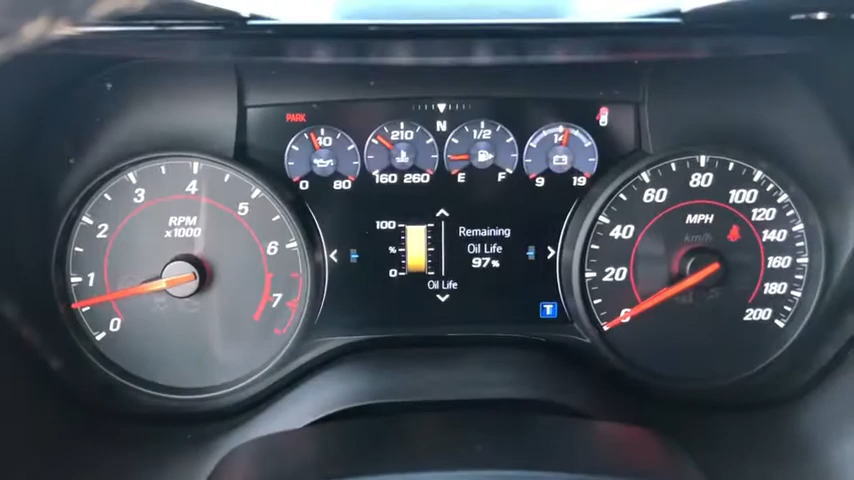 PARK
N
40
0 80
210
160 260
1/2
E F
14
9 19
RPM
x1000
0 1 2 3 4 5 6 7
100
%
0
Remaining
Oil Life
97%
Oil Life
T
MPH
km/h
0 20 40 60 80 100 120 140 160 180 200